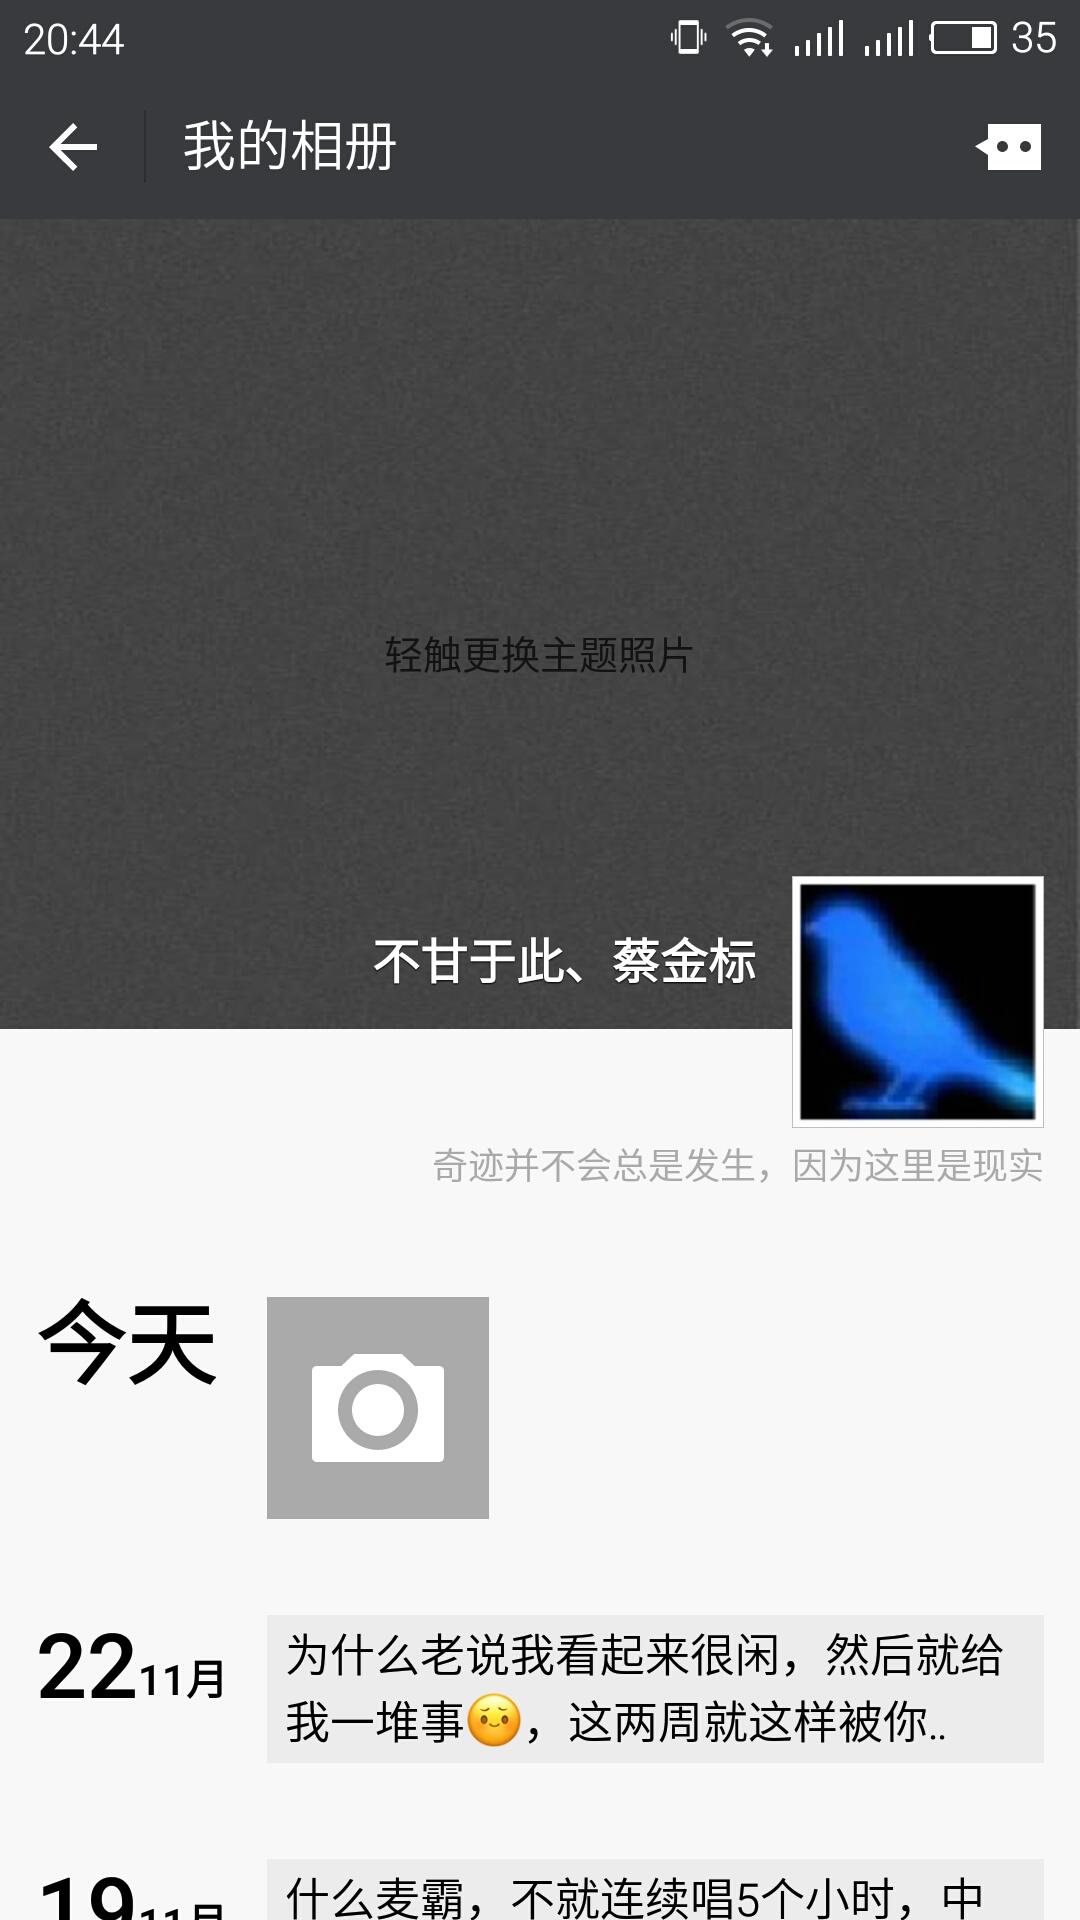 20:44
35
我的相册
轻触更换主题照片
不甘于此、蔡金标
奇迹并不会总是发生，因为这里是现实
今天
22 11月
为什么老说我看起来很闲，然后就给
我一堆事😌，这两周就这样被你..
19 11月
什么麦霸，不就连续唱5个小时，中